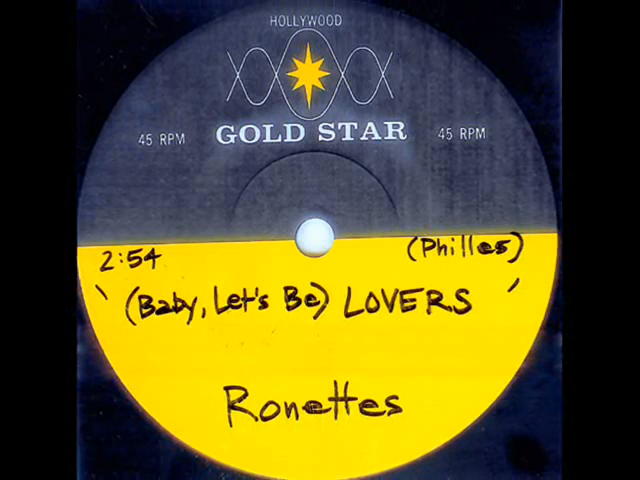 HOLLYWOOD
45 RPM GOLD STAR 45 RPM
2:54 (Philles)
(Baby, Let's Be) LOVERS
Ronettes